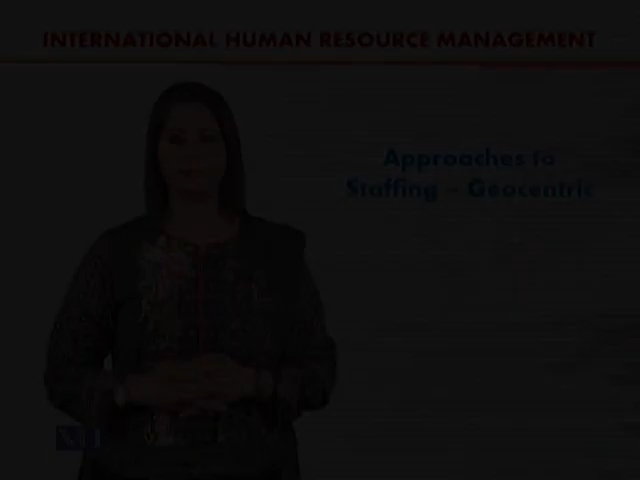 INTERNATIONAL HUMAN RESOURCE MANAGEMENT
Approaches to
Staffing - Geocentric